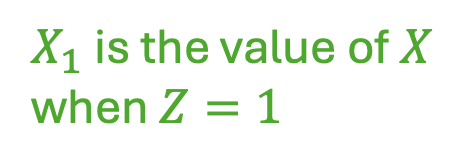 X₁ is the value of X
when Z = 1